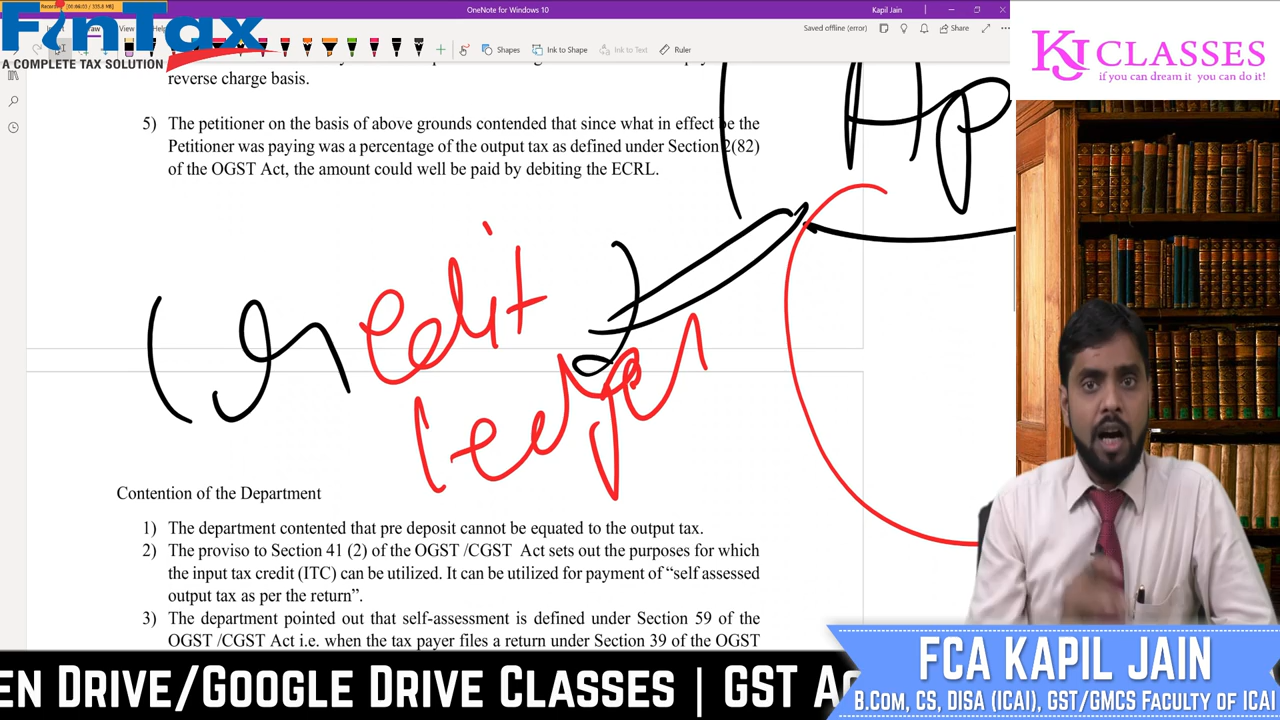 FinTax
A COMPLETE TAX SOLUTION
OneNote for Windows 10
Kapil Jain
Saved offline (error)
Share
Shapes
Ink to Shape
Ink to Text
Ruler
KJ CLASSES
if you can dream it you can do it!
reverse charge basis.
5) The petitioner on the basis of above grounds contended that since what in effect be the
Petitioner was paying was a percentage of the output tax as defined under Section 2(82)
of the OGST Act, the amount could well be paid by debiting the ECRL.
Ap
Credit
ledger
Contention of the Department
1) The department contented that pre deposit cannot be equated to the output tax.
2) The proviso to Section 41 (2) of the OGST /CGST Act sets out the purposes for which
the input tax credit (ITC) can be utilized. It can be utilized for payment of “self assessed
output tax as per the return”.
3) The department pointed out that self-assessment is defined under Section 59 of the
OGST /CGST Act i.e. when the tax payer files a return under Section 39 of the OGST
EN DRIVE/GOOGLE DRIVE CLASSES | GST A
FCA KAPIL JAIN
B.COM, CS, DISA (ICAI), GST/GMCS FACULTY OF ICAI